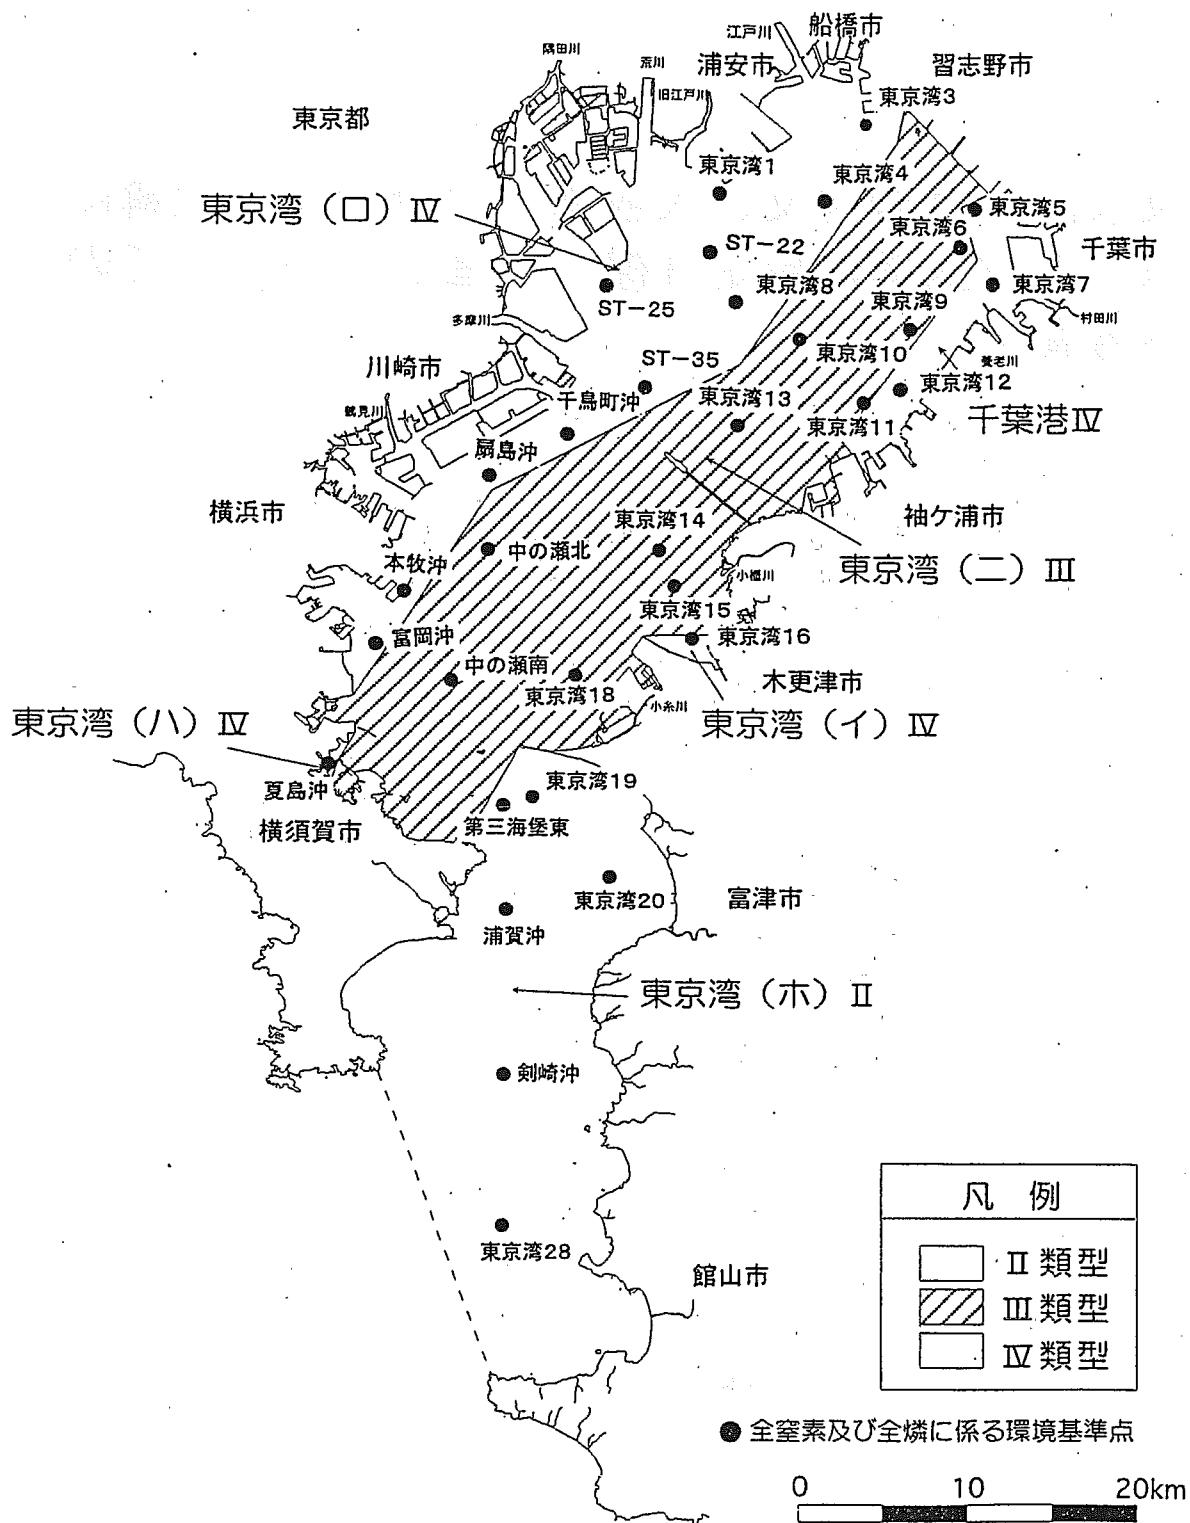 船橋市
江戸川
隅田川
浦安市
荒川
習志野市
旧江戸川
東京湾3
東京都
東京湾1
東京湾4
東京湾（ロ）Ⅳ
東京湾5
東京湾6
ST−22
千葉市
東京湾8
東京湾7
ST−25
東京湾9
多摩川
村田川
東京湾10
ST−35
養老川
川崎市
東京湾12
千鳥町沖
東京湾13
鶴見川
東京湾11
千葉港Ⅳ
扇島沖
横浜市
袖ケ浦市
東京湾14
中の瀬北
本牧沖
東京湾（ニ）Ⅲ
小櫃川
東京湾15
富岡沖
東京湾16
中の瀬南
木更津市
東京湾18
小糸川
東京湾（ハ）Ⅳ
東京湾（イ）Ⅳ
夏島沖
東京湾19
横須賀市
第三海堡東
東京湾20
富津市
浦賀沖
東京湾（ホ）Ⅱ
剣崎沖
凡 例
東京湾28
Ⅱ類型
館山市
Ⅲ類型
Ⅳ類型
● 全窒素及び全燐に係る環境基準点
0 10 20km